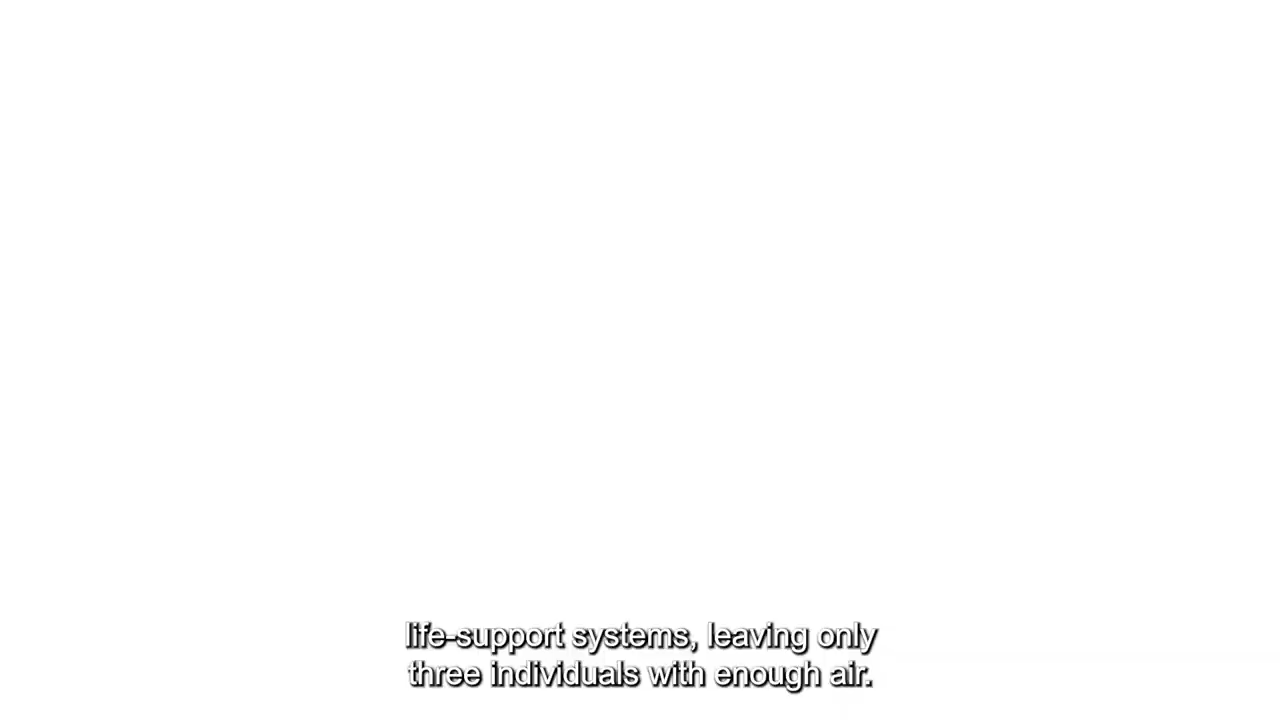 life-support systems, leaving only
three individuals with enough air.